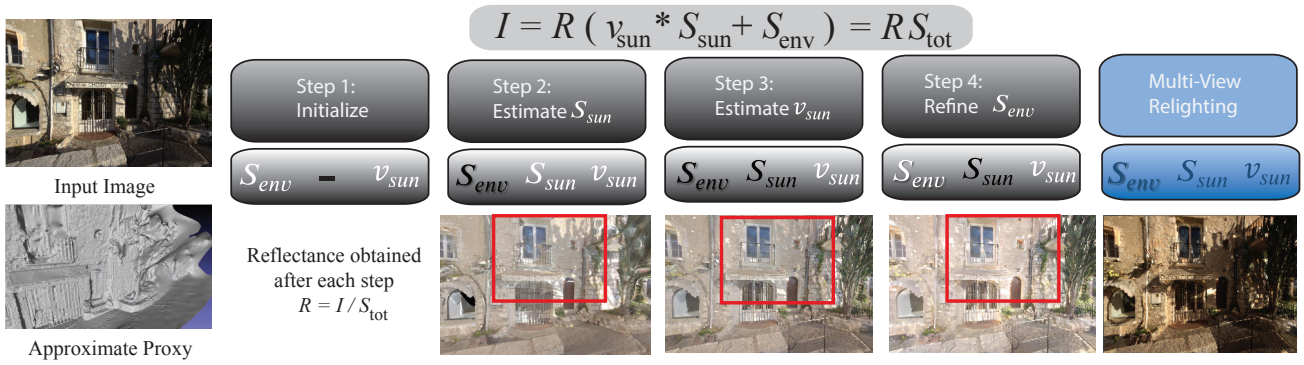 I = R ( v_sun * S_sun + S_env ) = R S_tot
Step 1:
Initialize
Step 2:
Estimate S_sun
Step 3:
Estimate v_sun
Step 4:
Refine S_env
Multi-View
Relighting
S_env - v_sun
S_env S_sun v_sun
S_env S_sun v_sun
S_env S_sun v_sun
S_env S_sun v_sun
Input Image
Reflectance obtained
after each step
R = I / S_tot
Approximate Proxy